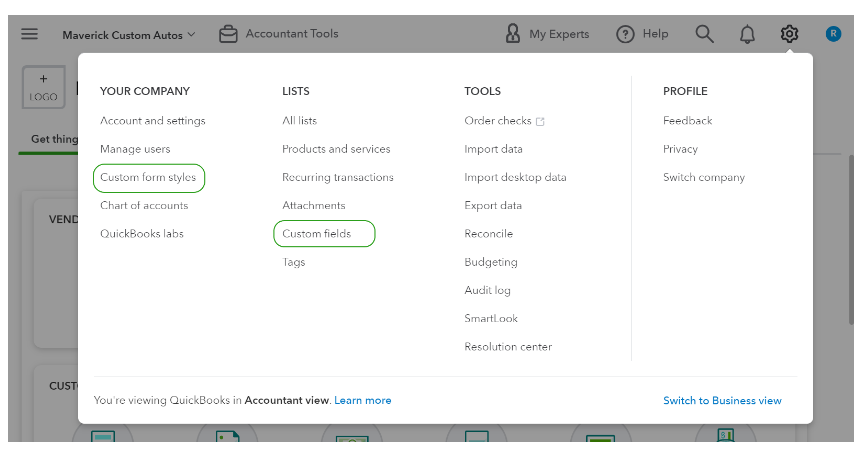 Maverick Custom Autos
Accountant Tools
My Experts
Help
R
+
LOGO
Get thing
VEND
CUST
YOUR COMPANY
Account and settings
Manage users
Custom form styles
Chart of accounts
QuickBooks labs
LISTS
All lists
Products and services
Recurring transactions
Attachments
Custom fields
Tags
TOOLS
Order checks
Import data
Import desktop data
Export data
Reconcile
Budgeting
Audit log
SmartLook
Resolution center
PROFILE
Feedback
Privacy
Switch company
You're viewing QuickBooks in Accountant view. Learn more
Switch to Business view